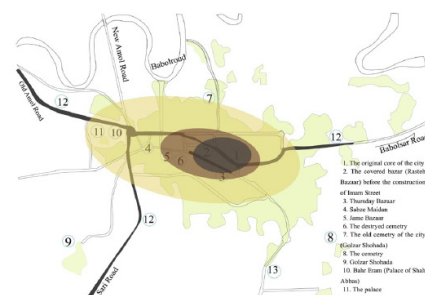 New Amol Road
Babolroad
Old Amol Road
12
7
11
10
4
5
6
3
1
12
Babolsar Road
12
9
8
13
Sari Road
1. The original core of the city
2. The covered bazar (Rasteh
Bazaar) before the construction
of Imam Street
3. Thursday Bazaar
4. Sabze Maidan
5. Jame Bazaar
6. The destroyed cemetery
7. The old cemetery of the city
(Golzar Shohada)
8. The cemetery
9. Golzar Shohada
10. Bahr Eram (Palace of Shah
Abbas)
11. The palace